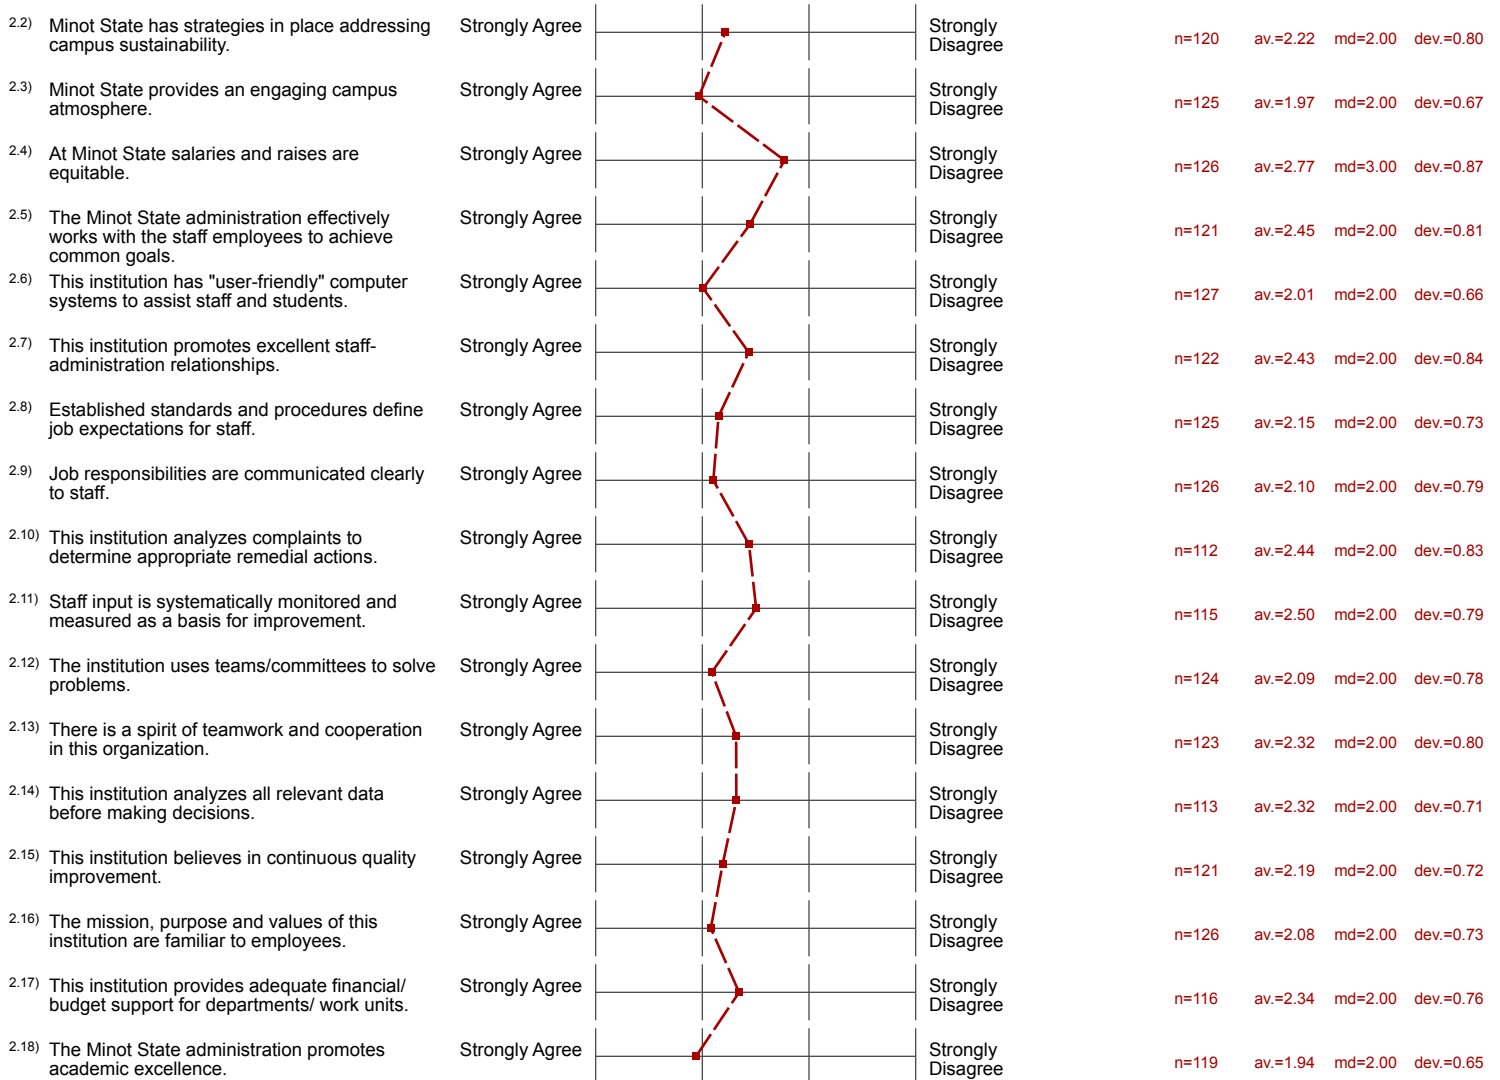 2.2) Minot State has strategies in place addressing
campus sustainability.
Strongly Agree
Strongly
Disagree
n=120 av.=2.22 md=2.00 dev.=0.80
2.3) Minot State provides an engaging campus
atmosphere.
Strongly Agree
Strongly
Disagree
n=125 av.=1.97 md=2.00 dev.=0.67
2.4) At Minot State salaries and raises are
equitable.
Strongly Agree
Strongly
Disagree
n=126 av.=2.77 md=3.00 dev.=0.87
2.5) The Minot State administration effectively
works with the staff employees to achieve
common goals.
Strongly Agree
Strongly
Disagree
n=121 av.=2.45 md=2.00 dev.=0.81
2.6) This institution has "user-friendly" computer
systems to assist staff and students.
Strongly Agree
Strongly
Disagree
n=127 av.=2.01 md=2.00 dev.=0.66
2.7) This institution promotes excellent staff-
administration relationships.
Strongly Agree
Strongly
Disagree
n=122 av.=2.43 md=2.00 dev.=0.84
2.8) Established standards and procedures define
job expectations for staff.
Strongly Agree
Strongly
Disagree
n=125 av.=2.15 md=2.00 dev.=0.73
2.9) Job responsibilities are communicated clearly
to staff.
Strongly Agree
Strongly
Disagree
n=126 av.=2.10 md=2.00 dev.=0.79
2.10) This institution analyzes complaints to
determine appropriate remedial actions.
Strongly Agree
Strongly
Disagree
n=112 av.=2.44 md=2.00 dev.=0.83
2.11) Staff input is systematically monitored and
measured as a basis for improvement.
Strongly Agree
Strongly
Disagree
n=115 av.=2.50 md=2.00 dev.=0.79
2.12) The institution uses teams/committees to solve
problems.
Strongly Agree
Strongly
Disagree
n=124 av.=2.09 md=2.00 dev.=0.78
2.13) There is a spirit of teamwork and cooperation
in this organization.
Strongly Agree
Strongly
Disagree
n=123 av.=2.32 md=2.00 dev.=0.80
2.14) This institution analyzes all relevant data
before making decisions.
Strongly Agree
Strongly
Disagree
n=113 av.=2.32 md=2.00 dev.=0.71
2.15) This institution believes in continuous quality
improvement.
Strongly Agree
Strongly
Disagree
n=121 av.=2.19 md=2.00 dev.=0.72
2.16) The mission, purpose and values of this
institution are familiar to employees.
Strongly Agree
Strongly
Disagree
n=126 av.=2.08 md=2.00 dev.=0.73
2.17) This institution provides adequate financial/
budget support for departments/ work units.
Strongly Agree
Strongly
Disagree
n=116 av.=2.34 md=2.00 dev.=0.76
2.18) The Minot State administration promotes
academic excellence.
Strongly Agree
Strongly
Disagree
n=119 av.=1.94 md=2.00 dev.=0.65